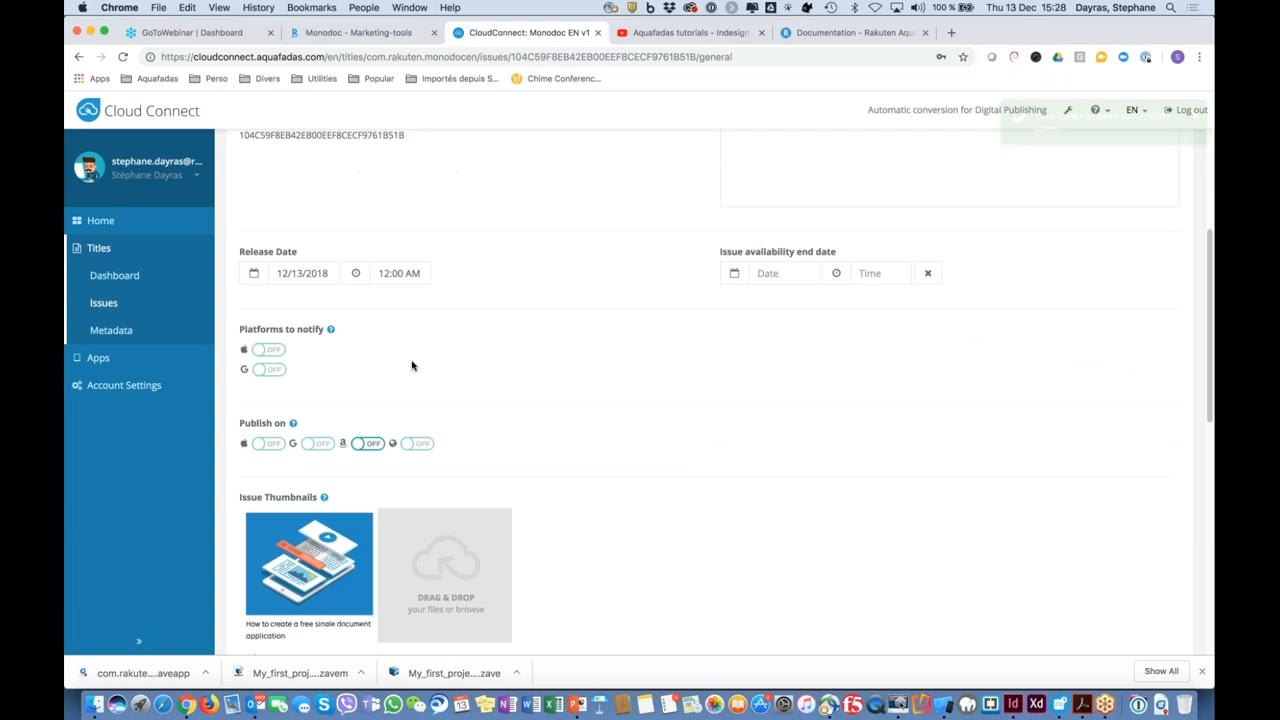 Chrome File Edit View History Bookmarks People Window Help 100 % Thu 13 Dec 15:28 Dayras, Stephane
GoToWebinar | Dashboard Monodoc - Marketing-tools CloudConnect: Monodoc EN v1 Aquafadas tutorials - Indesign Documentation - Rakuten Aqu
https://cloudconnect.aquafadas.com/en/titles/com.rakuten.monodocen/issues/104C59F8EB42EB00EEF8CECF9761B51B/general
Apps Aquafadas Perso Divers Utilities Popular Importés depuis S... Chime Conferenc...
Cloud Connect Automatic conversion for Digital Publishing EN Log out
104C59F8EB42EB00EEF8CECF9761B51B
stephane.dayras@r...
Stéphane Dayras
Home
Titles
Dashboard
Issues
Metadata
Apps
Account Settings
Release Date Issue availability end date
12/13/2018 12:00 AM Date Time
Platforms to notify
OFF
OFF
Publish on
OFF OFF OFF OFF
Issue Thumbnails
DRAG & DROP
your files or browse
How to create a free single document
application
com.rakute....aveapp My_first_proj....zavem My_first_proje....zave Show All